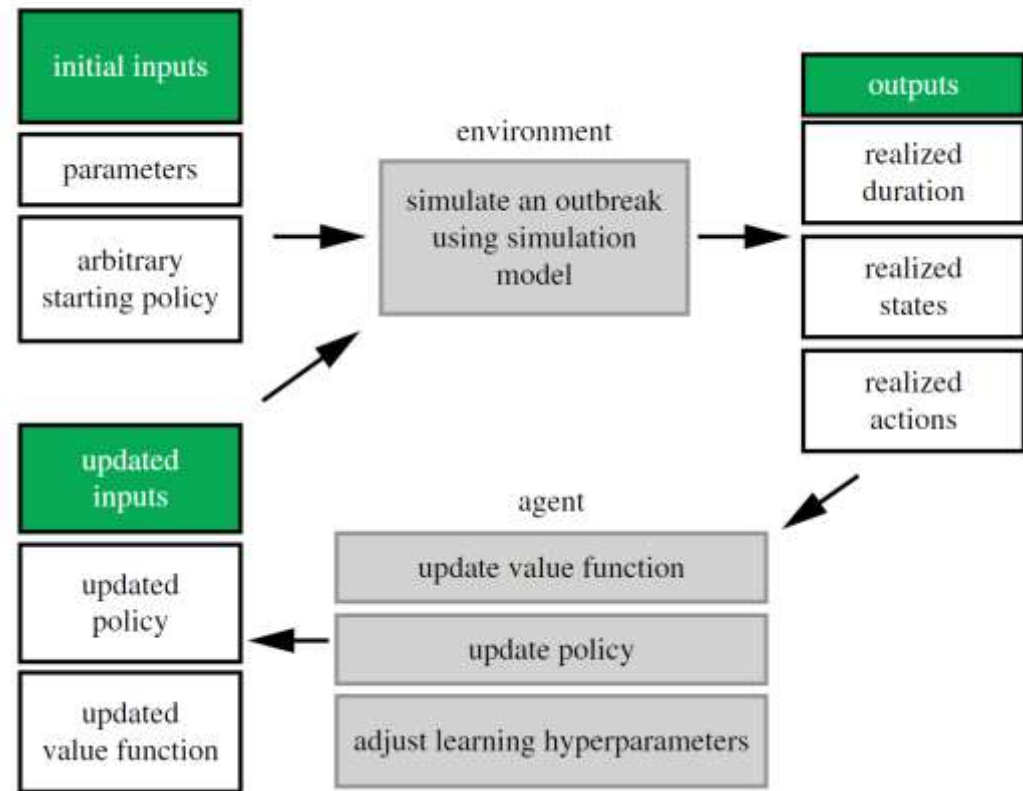 initial inputs
parameters
arbitrary
starting policy
environment
simulate an outbreak
using simulation
model
outputs
realized
duration
realized
states
realized
actions
agent
update value function
update policy
adjust learning hyperparameters
updated
inputs
updated
policy
updated
value function